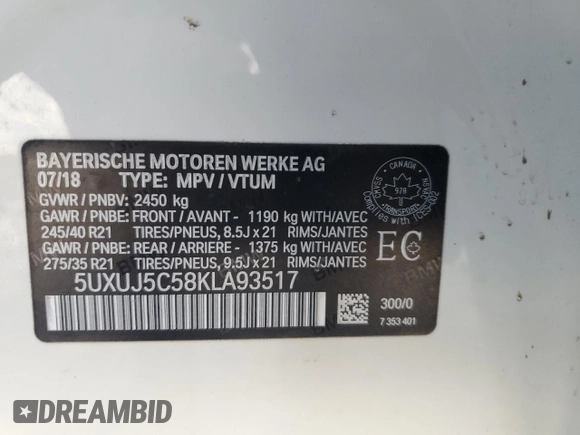 BAYERISCHE MOTOREN WERKE AG
07/18 TYPE: MPV / VTUM
GVWR / PNBV: 2450 kg
GAWR / PNBE: FRONT / AVANT - 1190 kg WITH/AVEC
245/40 R21 TIRES/PNEUS, 8.5J x 21 RIMS/JANTES
GAWR / PNBE: REAR / ARRIERE - 1375 kg WITH/AVEC
275/35 R21 TIRES/PNEUS, 9.5J x 21 RIMS/JANTES
5UXUJ5C58KLA93517
CANADA
978
TRANSPORT
EC
300/0
7 353 401
DREAMBID